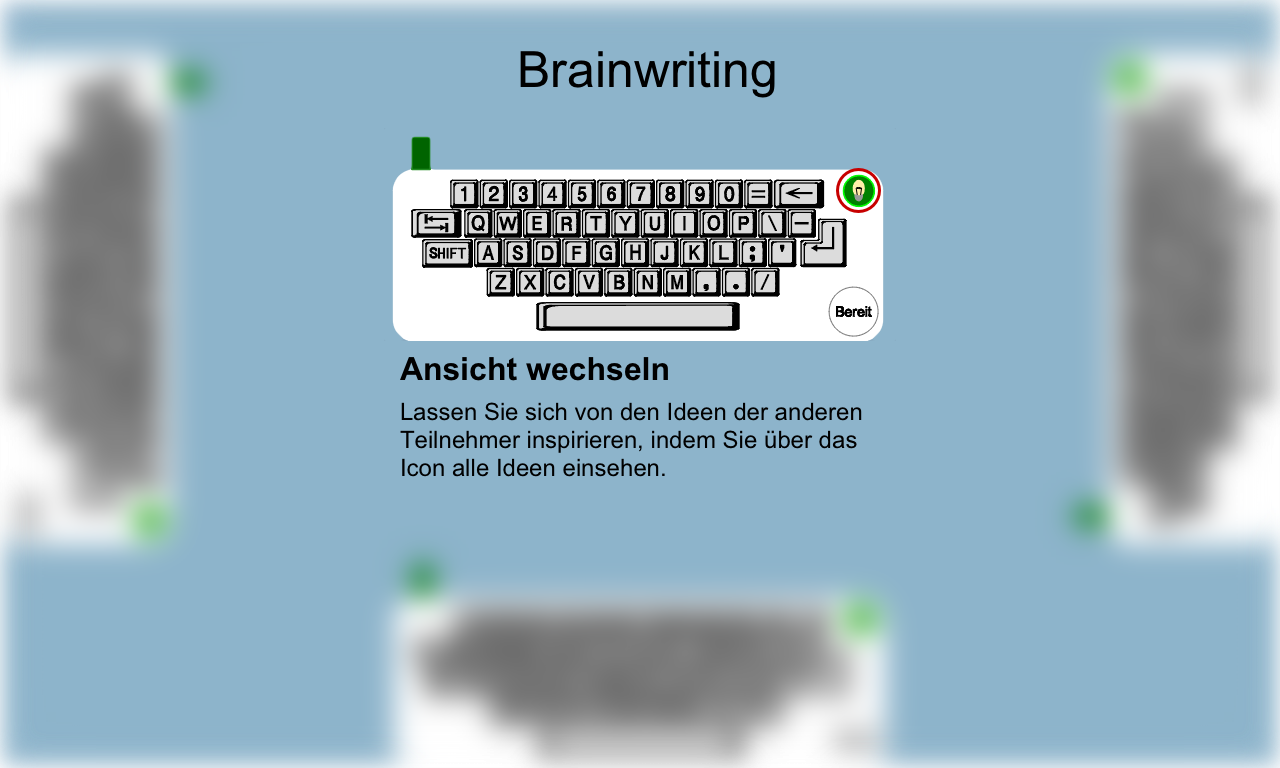 Brainwriting
1 2 3 4 5 6 7 8 9 0 =
Q W E R T Y U I O P \ –
SHIFT A S D F G H J K L ; '
Z X C V B N M , . /
Bereit
Ansicht wechseln
Lassen Sie sich von den Ideen der anderen
Teilnehmer inspirieren, indem Sie über das
Icon alle Ideen einsehen.